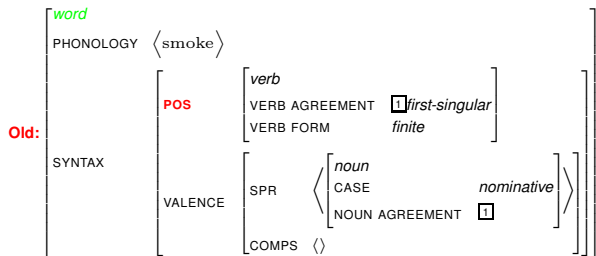 word
PHONOLOGY ⟨smoke⟩
verb
POS VERB AGREEMENT 1 first-singular
VERB FORM finite
Old:
SYNTAX
noun
SPR ⟨ CASE nominative ⟩
VALENCE
NOUN AGREEMENT 1
COMPS ⟨⟩